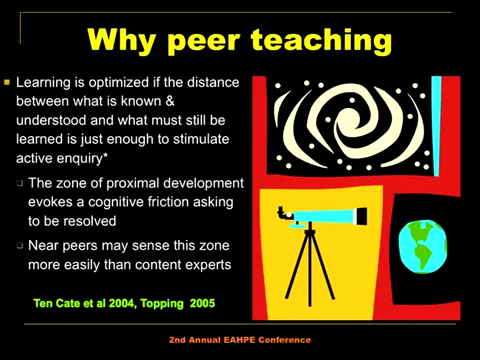 Why peer teaching
Learning is optimized if the distance
between what is known &
understood and what must still be
learned is just enough to stimulate
active enquiry*
The zone of proximal development
evokes a cognitive friction asking
to be resolved
Near peers may sense this zone
more easily than content experts
Ten Cate et al 2004, Topping 2005
2nd Annual EAHPE Conference